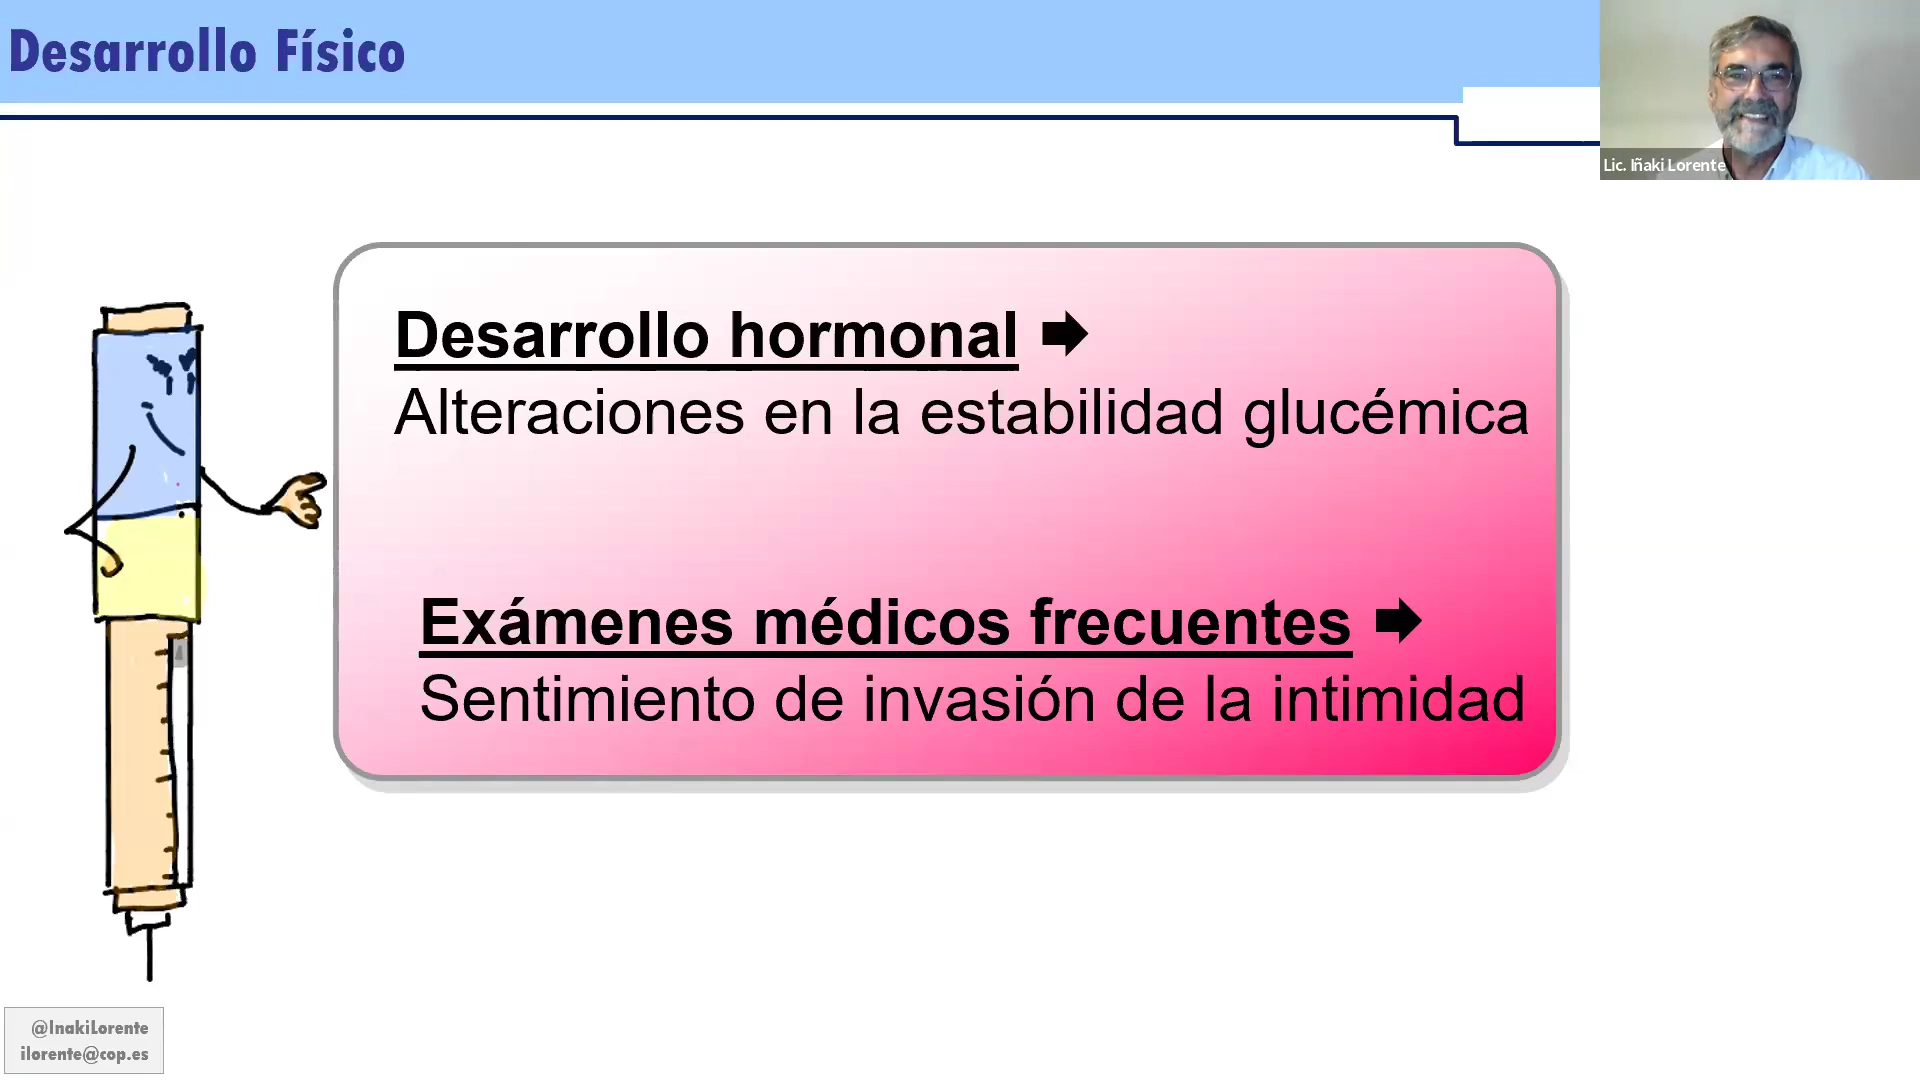 Desarrollo Físico
Lic. Iñaki Lorente
Desarrollo hormonal 🡆
Alteraciones en la estabilidad glucémica
Exámenes médicos frecuentes 🡆
Sentimiento de invasión de la intimidad
@InakiLorente
ilorente@cop.es